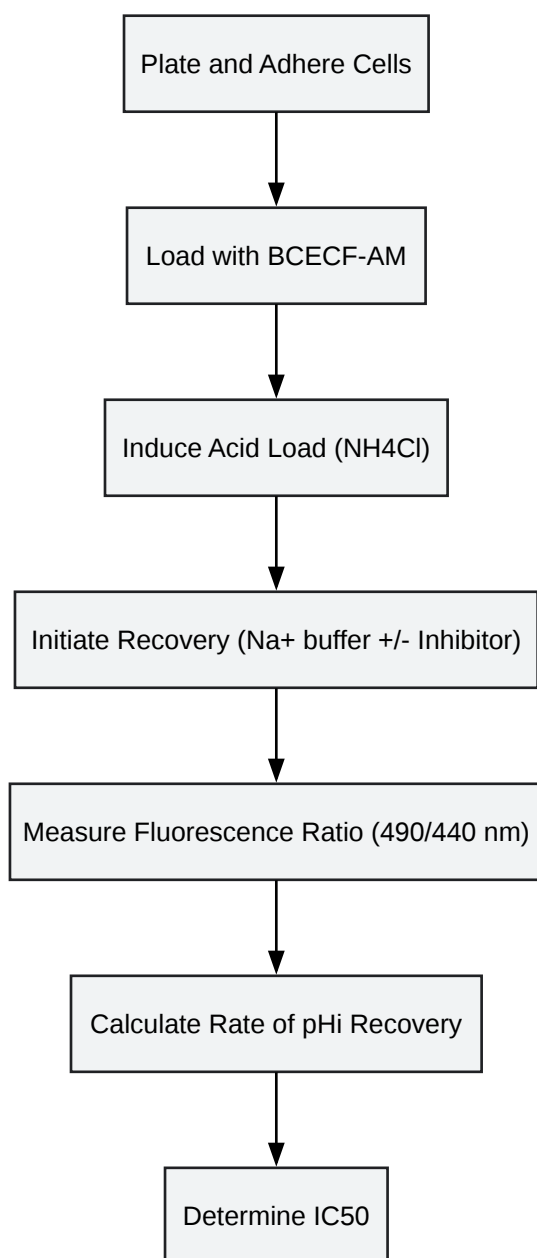 Plate and Adhere Cells
Load with BCECF-AM
Induce Acid Load (NH4Cl)
Initiate Recovery (Na+ buffer +/- Inhibitor)
Measure Fluorescence Ratio (490/440 nm)
Calculate Rate of pHi Recovery
Determine IC50